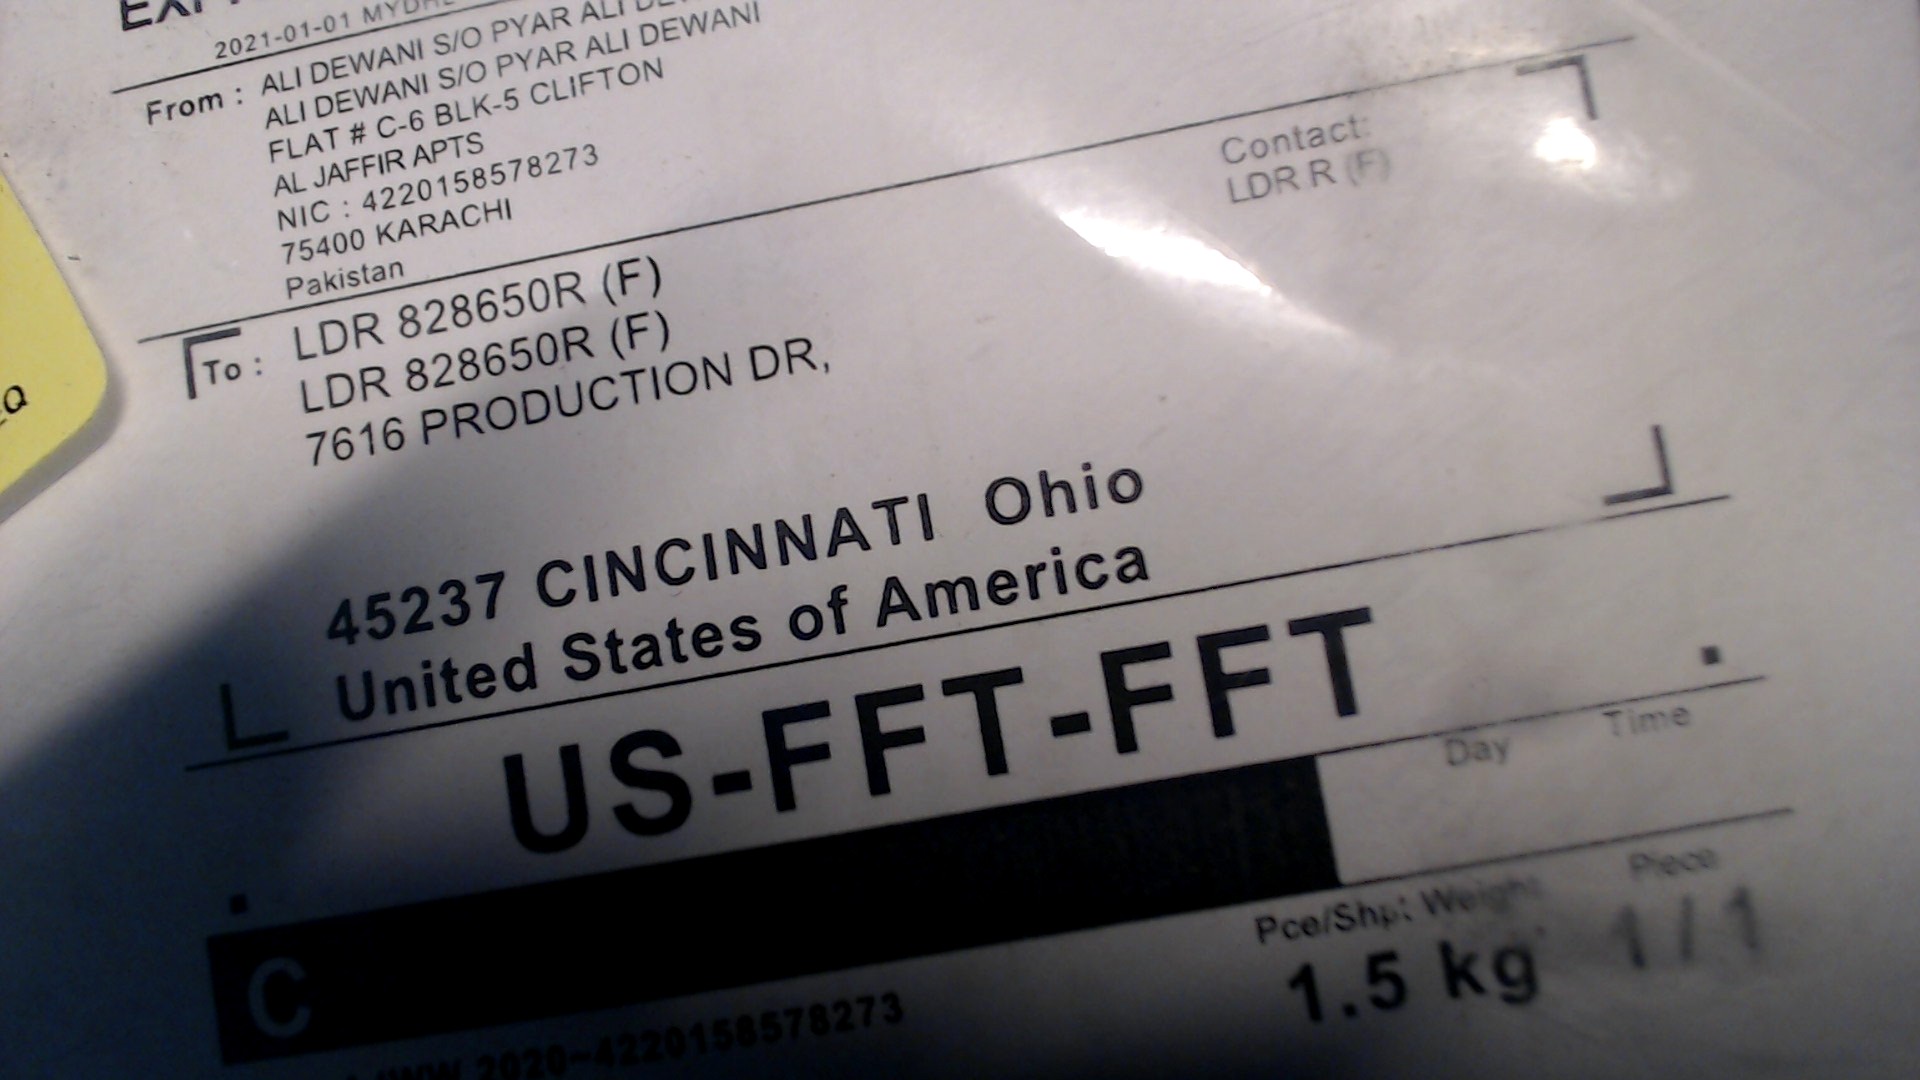 2021-01-01
From : ALI DEWANI S/O PYAR ALI
ALI DEWANI S/O PYAR ALI DEWANI
FLAT # C-6 BLK-5 CLIFTON
AL JAFFIR APTS
NIC : 4220158578273
75400 KARACHI
Pakistan
Contact:
LDR R (F)
To : LDR 828650R (F)
LDR 828650R (F)
7616 PRODUCTION DR,
45237 CINCINNATI Ohio
United States of America
US-FFT-FFT
Day Time
C
Pce/Shpt Weight Piece
1.5 kg 1 / 1
2020-4220158578273